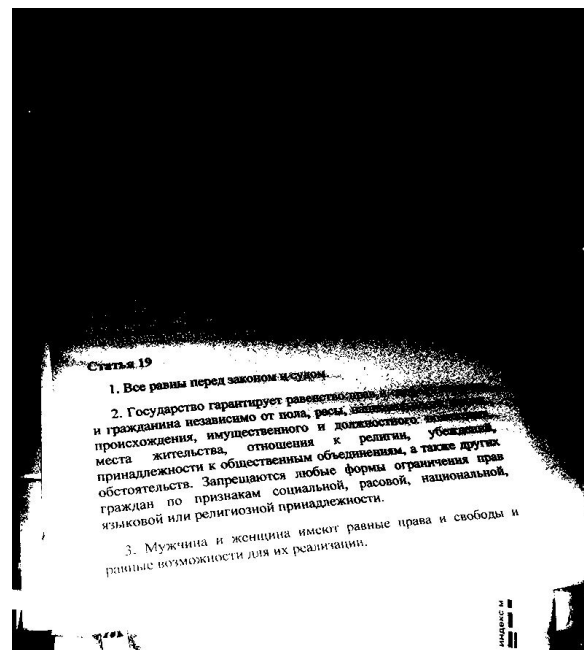 Статья 19
1. Все равны перед законом и судом.
2. Государство гарантирует равенство прав и
и гражданина независимо от пола, расы,
происхождения, имущественного и должностного
места жительства, отношения к религии, убеждений,
принадлежности к общественным объединениям, а также других
обстоятельств. Запрещаются любые формы ограничения прав
граждан по признакам социальной, расовой, национальной,
языковой или религиозной принадлежности.
3. Мужчина и женщина имеют равные права и свободы и
равные возможности для их реализации.
индекс м